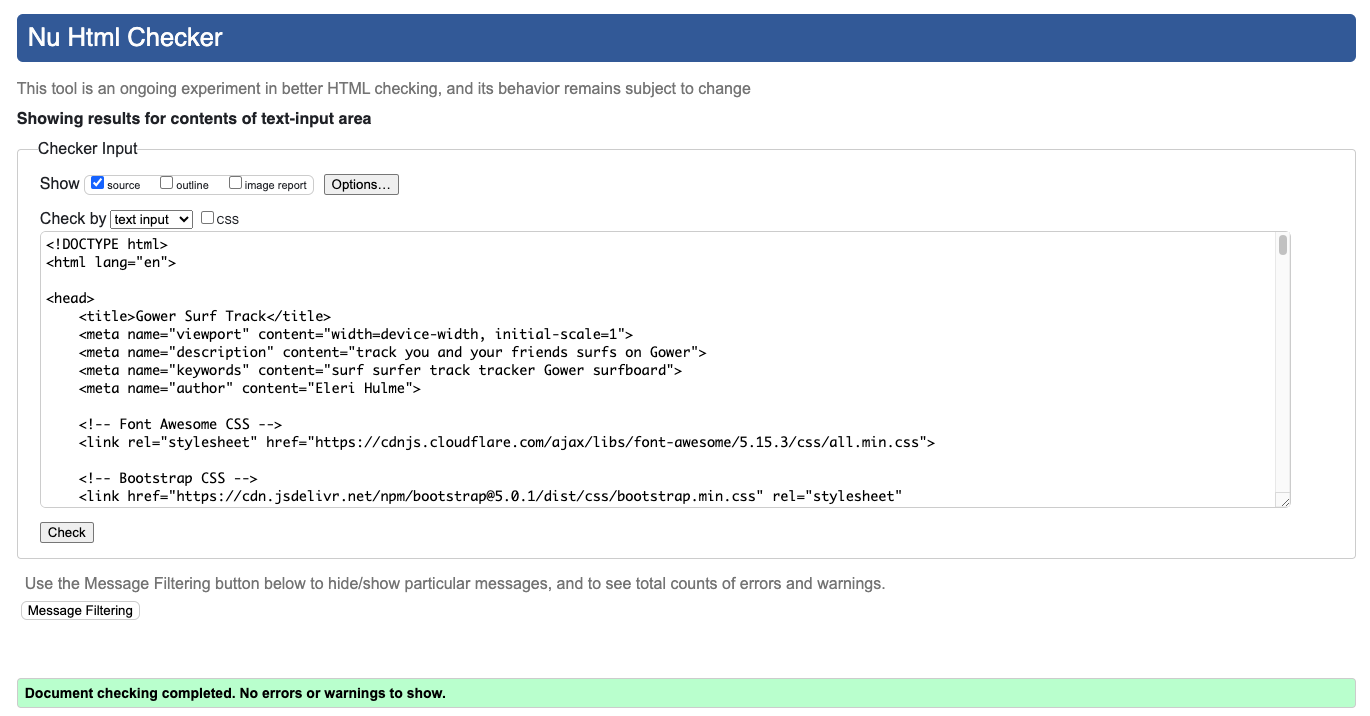 Nu Html Checker
This tool is an ongoing experiment in better HTML checking, and its behavior remains subject to change
Showing results for contents of text-input area
Checker Input
Show source outline image report Options...
Check by text input CSS
<!DOCTYPE html>
<html lang="en">
<head>
<title>Gower Surf Track</title>
<meta name="viewport" content="width=device-width, initial-scale=1">
<meta name="description" content="track you and your friends surfs on Gower">
<meta name="keywords" content="surf surfer track tracker Gower surfboard">
<meta name="author" content="Eleri Hulme">
<!-- Font Awesome CSS -->
<link rel="stylesheet" href="https://cdnjs.cloudflare.com/ajax/libs/font-awesome/5.15.3/css/all.min.css">
<!-- Bootstrap CSS -->
<link href="https://cdn.jsdelivr.net/npm/bootstrap@5.0.1/dist/css/bootstrap.min.css" rel="stylesheet"
Check
Use the Message Filtering button below to hide/show particular messages, and to see total counts of errors and warnings.
Message Filtering
Document checking completed. No errors or warnings to show.